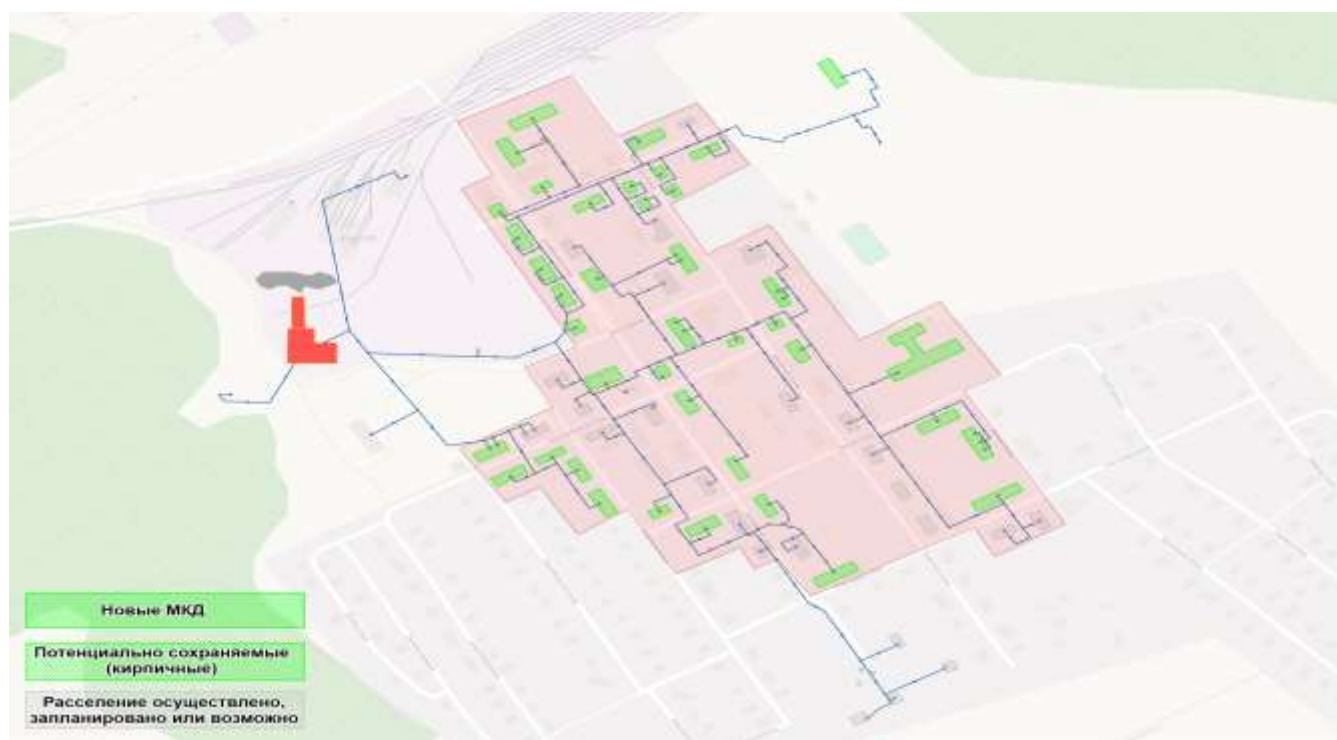 Новые МКД
Потенциально сохраняемые
(кирпичные)
Расселение осуществлено,
запланировано или возможно